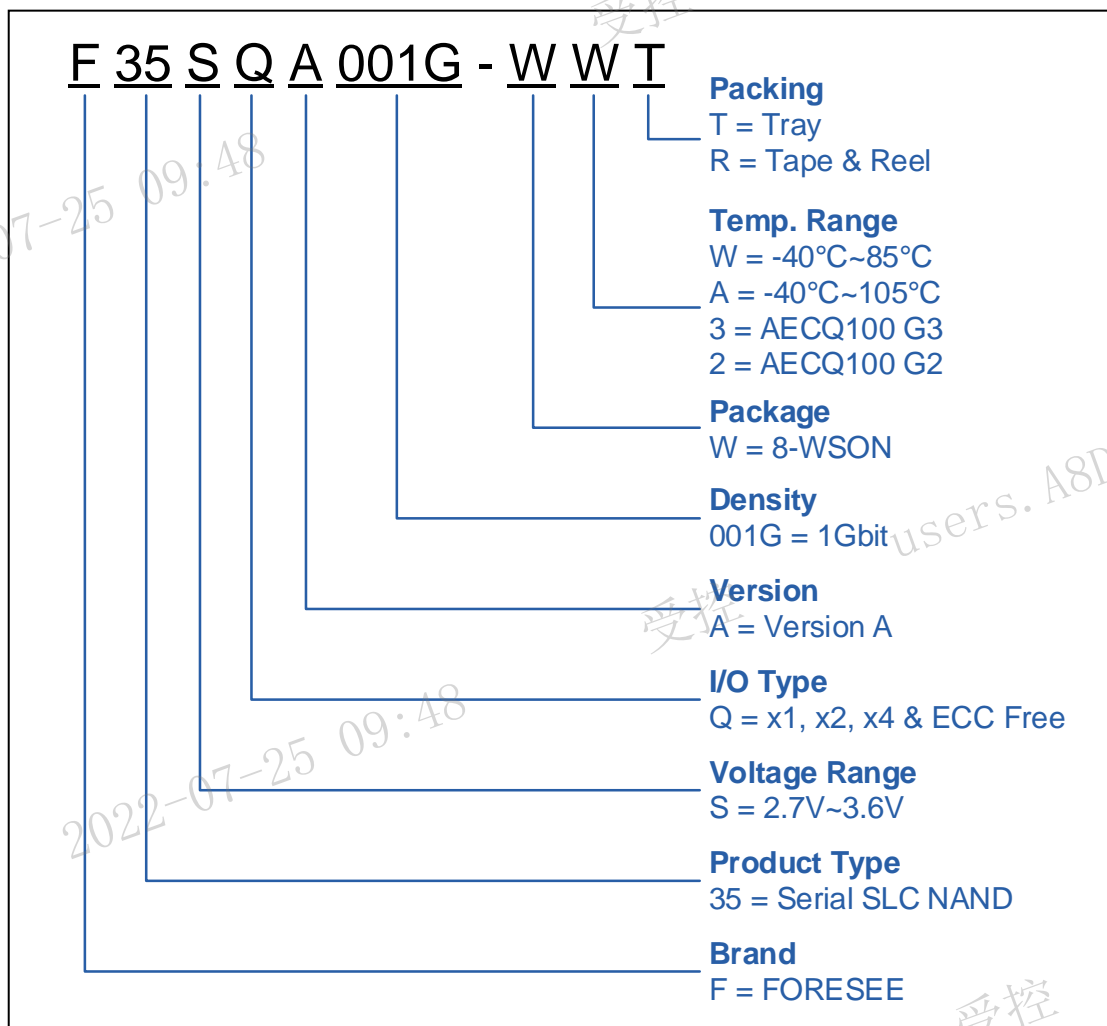 受控
F 35 S Q A 001G - W W T
Packing
T = Tray
R = Tape & Reel
07-25 09:48
Temp. Range
W = -40°C~85°C
A = -40°C~105°C
3 = AECQ100 G3
2 = AECQ100 G2
Package
W = 8-WSON
Density
001G = 1Gbit
users.A8D
Version
A = Version A
受控
I/O Type
Q = x1, x2, x4 & ECC Free
2022-07-25 09:48
Voltage Range
S = 2.7V~3.6V
Product Type
35 = Serial SLC NAND
Brand
F = FORESEE
受控